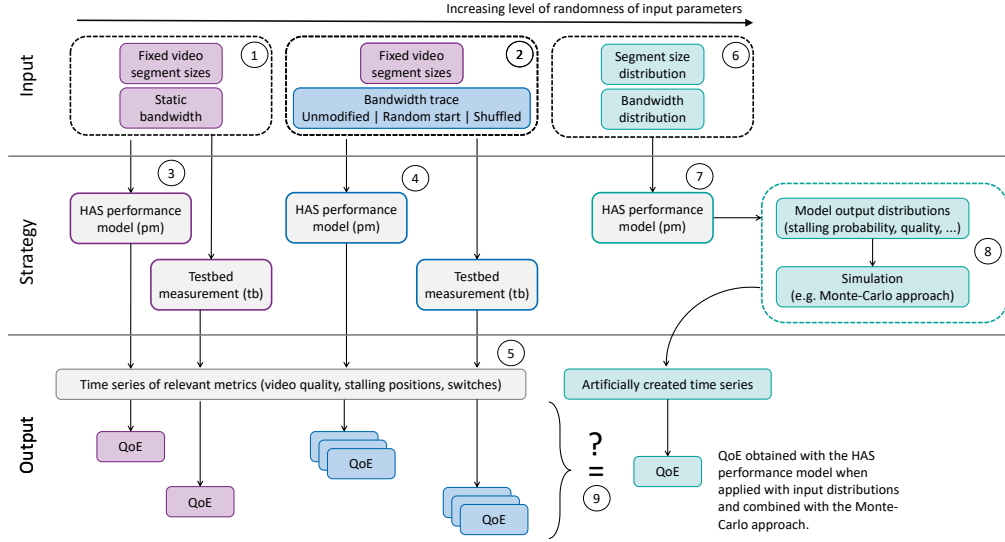 Increasing level of randomness of input parameters
Input
1
Fixed video
segment sizes
Static
bandwidth
2
Fixed video
segment sizes
Bandwidth trace
Unmodified | Random start | Shuffled
6
Segment size
distribution
Bandwidth
distribution
Strategy
3
HAS performance
model (pm)
Testbed
measurement (tb)
4
HAS performance
model (pm)
Testbed
measurement (tb)
7
HAS performance
model (pm)
Model output distributions
(stalling probability, quality, ...)
8
Simulation
(e.g. Monte-Carlo approach)
Output
5
Time series of relevant metrics (video quality, stalling positions, switches)
Artificially created time series
QoE
QoE
QoE
QoE
?
=
9
QoE
QoE obtained with the HAS
performance model when
applied with input distributions
and combined with the Monte-
Carlo approach.